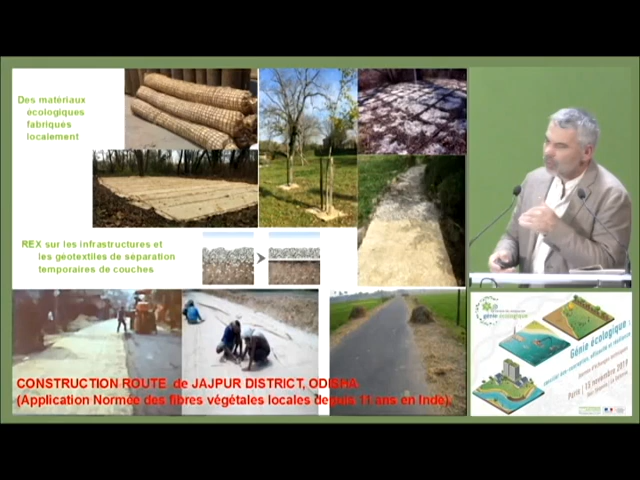 Des matériaux
écologiques
fabriqués
localement
REX sur les infrastructures et
les géotextiles de séparation
temporaires de couches
CONSTRUCTION ROUTE de JAJPUR DISTRICT, ODISHA
(Application Normée des fibres végétales locales depuis 11 ans en Inde)
génie écologique
Génie écologique :
Paris | 15 novembre 2019